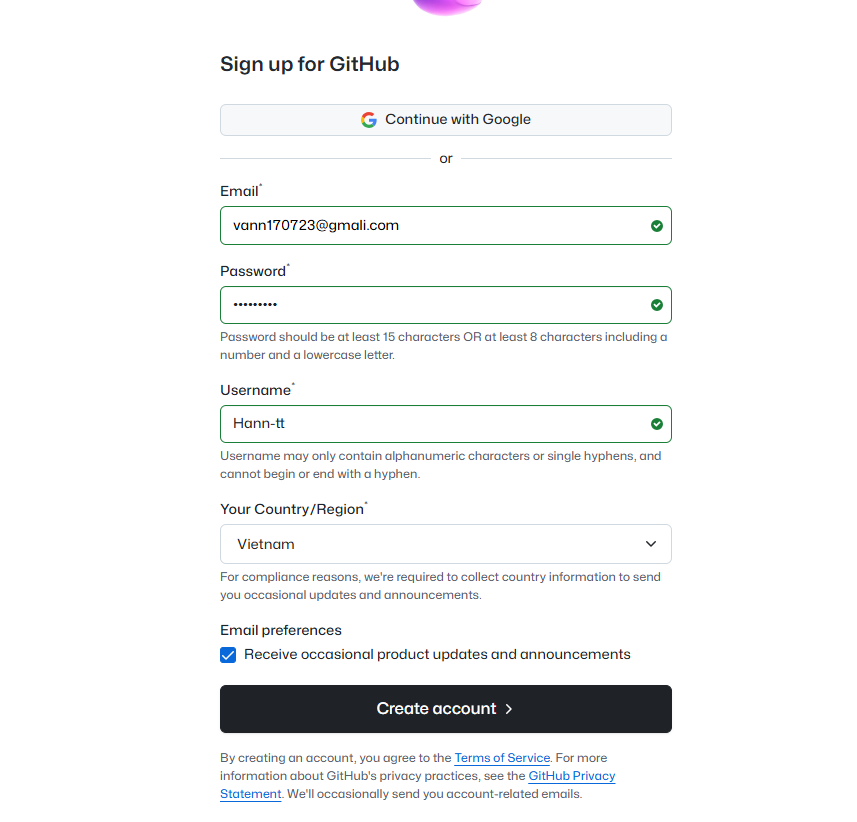 Sign up for GitHub
Continue with Google
or
Email*
vann170723@gmali.com
Password*
•••••••••
Password should be at least 15 characters OR at least 8 characters including a
number and a lowercase letter.
Username*
Hann-tt
Username may only contain alphanumeric characters or single hyphens, and
cannot begin or end with a hyphen.
Your Country/Region*
Vietnam
For compliance reasons, we're required to collect country information to send
you occasional updates and announcements.
Email preferences
Receive occasional product updates and announcements
Create account
By creating an account, you agree to the Terms of Service. For more
information about GitHub's privacy practices, see the GitHub Privacy
Statement. We'll occasionally send you account-related emails.